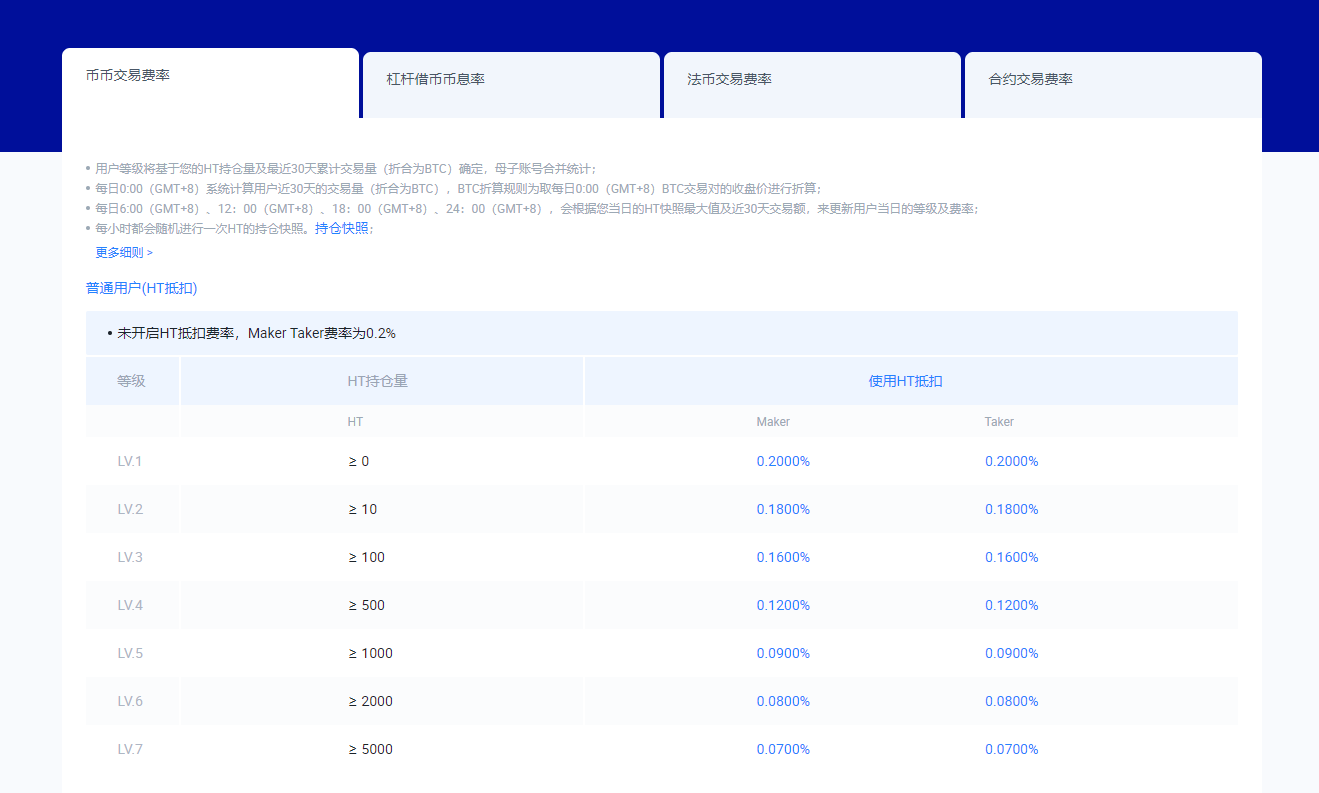 币币交易费率 杠杆借币币息率 法币交易费率 合约交易费率
• 用户等级将基于您的HT持仓量及最近30天累计交易量（折合为BTC）确定，母子账号合并统计；
• 每日0:00（GMT+8）系统计算用户近30天的交易量（折合为BTC），BTC折算规则为取每日0:00（GMT+8）BTC交易对的收盘价进行折算；
• 每日6:00（GMT+8）、12：00（GMT+8）、18：00（GMT+8）、24：00（GMT+8），会根据您当日的HT快照最大值及近30天交易额，来更新用户当日的等级及费率；
• 每小时都会随机进行一次HT的持仓快照。持仓快照；
更多细则 >
普通用户(HT抵扣)
• 未开启HT抵扣费率，Maker Taker费率为0.2%
等级 HT持仓量 使用HT抵扣
HT Maker Taker
LV.1 ≥ 0 0.2000% 0.2000%
LV.2 ≥ 10 0.1800% 0.1800%
LV.3 ≥ 100 0.1600% 0.1600%
LV.4 ≥ 500 0.1200% 0.1200%
LV.5 ≥ 1000 0.0900% 0.0900%
LV.6 ≥ 2000 0.0800% 0.0800%
LV.7 ≥ 5000 0.0700% 0.0700%